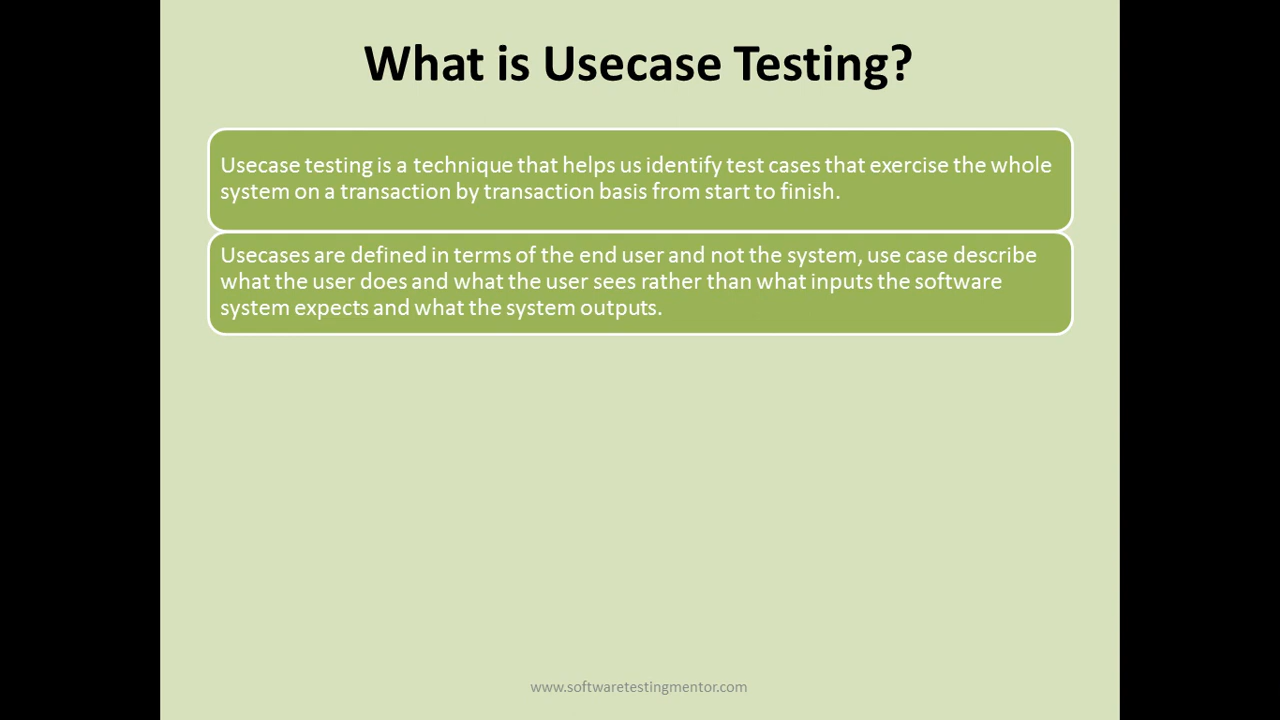 What is Usecase Testing?
Usecase testing is a technique that helps us identify test cases that exercise the whole
system on a transaction by transaction basis from start to finish.
Usecases are defined in terms of the end user and not the system, use case describe
what the user does and what the user sees rather than what inputs the software
system expects and what the system outputs.
www.softwaretestingmentor.com